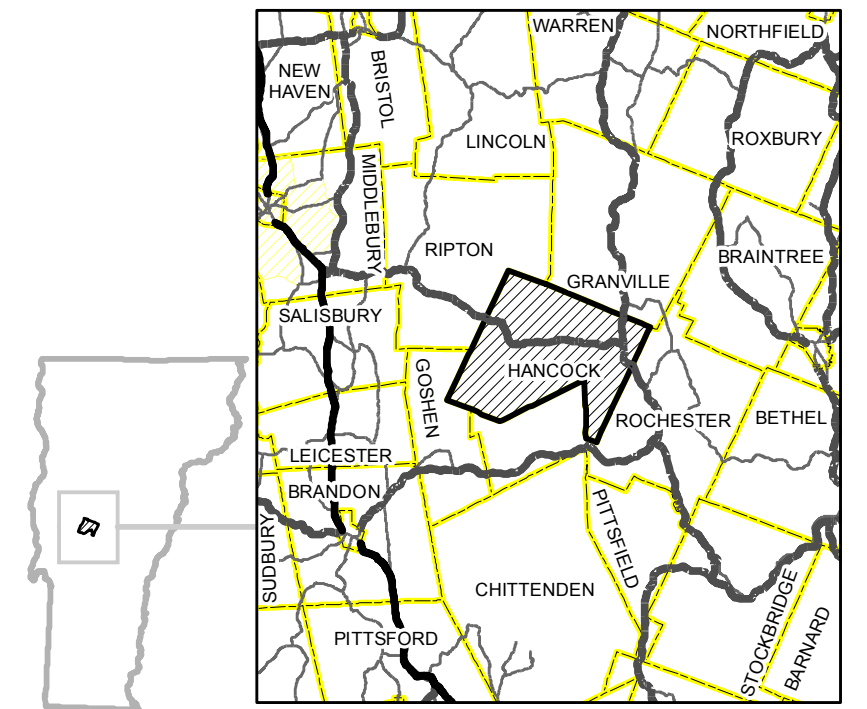 WARREN
NORTHFIELD
NEW
HAVEN
BRISTOL
LINCOLN
ROXBURY
MIDDLEBURY
RIPTON
BRAINTREE
GRANVILLE
SALISBURY
HANCOCK
GOSHEN
ROCHESTER
BETHEL
LEICESTER
BRANDON
SUDBURY
PITTSFIELD
CHITTENDEN
STOCKBRIDGE
BARNARD
PITTSFORD